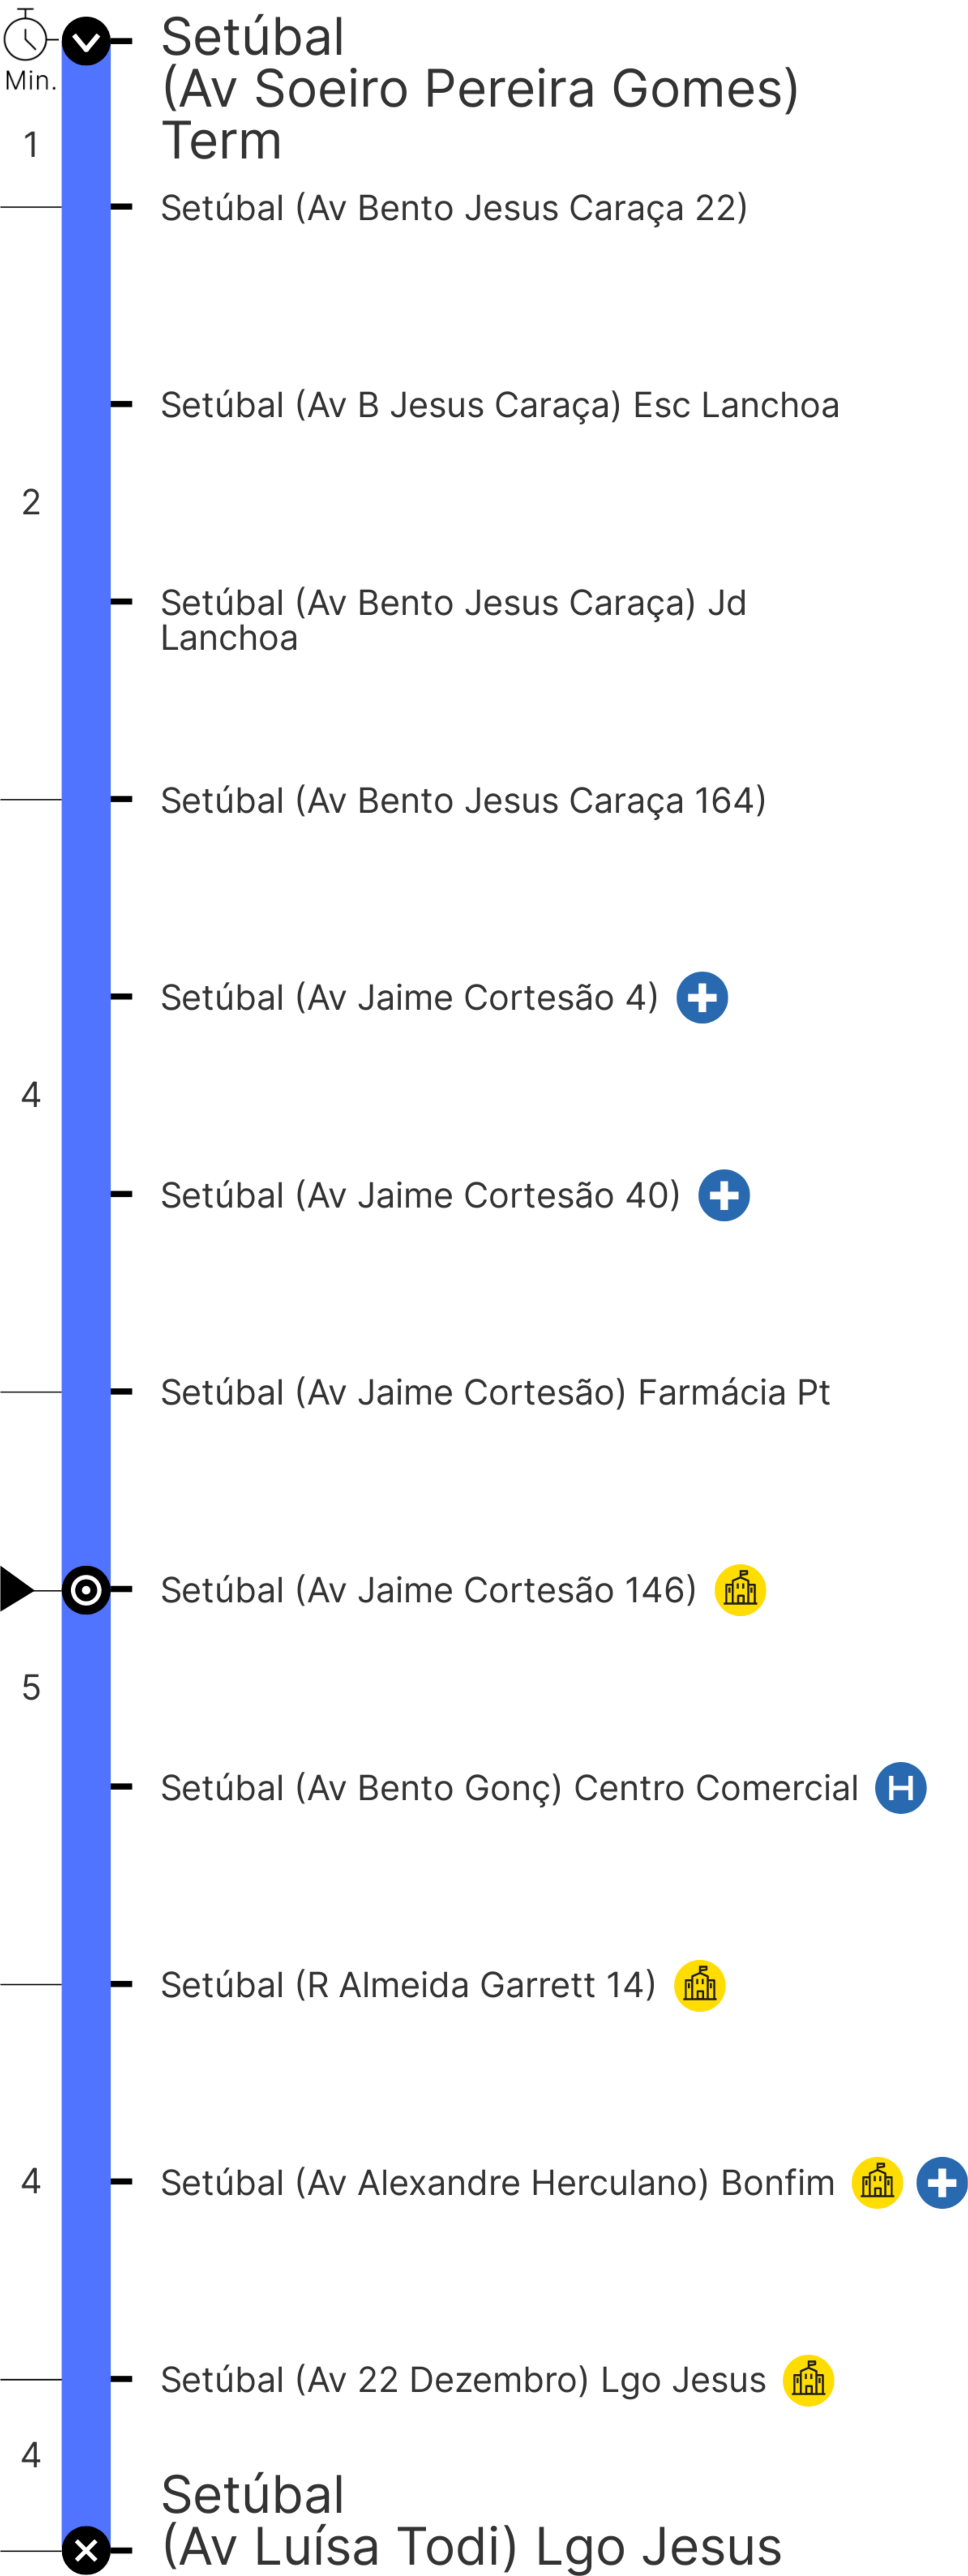 Setúbal
(Av Soeiro Pereira Gomes)
Min.
Term
1
Setúbal (Av Bento Jesus Caraça 22)
Setúbal (Av B Jesus Caraça) Esc Lanchoa
2
Setúbal (Av Bento Jesus Caraça) Jd
Lanchoa
Setúbal (Av Bento Jesus Caraça 164)
Setúbal (Av Jaime Cortesão 4)
4
Setúbal (Av Jaime Cortesão 40)
Setúbal (Av Jaime Cortesão) Farmácia Pt
Setúbal (Av Jaime Cortesão 146)
5
Setúbal (Av Bento Gonç) Centro Comercial H
Setúbal (R Almeida Garrett 14)
4
Setúbal (Av Alexandre Herculano) Bonfim
Setúbal (Av 22 Dezembro) Lgo Jesus
4
Setúbal
(Av Luísa Todi) Lgo Jesus